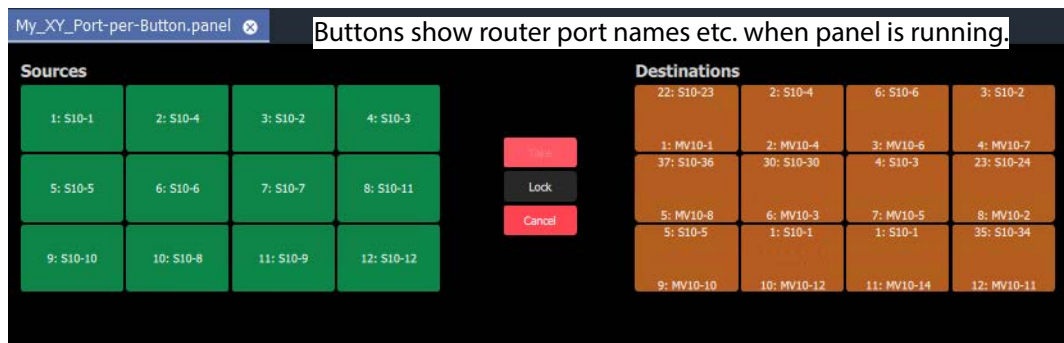 My_XY_Port-per-Button.panel
Buttons show router port names etc. when panel is running.
Sources
1: S10-1 2: S10-4 3: S10-2 4: S10-3
5: S10-5 6: S10-6 7: S10-7 8: S10-11
9: S10-10 10: S10-8 11: S10-9 12: S10-12
Take
Lock
Cancel
Destinations
22: S10-23 2: S10-4 6: S10-6 3: S10-2
1: MV10-1 2: MV10-4 3: MV10-6 4: MV10-7
37: S10-36 30: S10-30 4: S10-3 23: S10-24
5: MV10-8 6: MV10-3 7: MV10-5 8: MV10-2
5: S10-5 1: S10-1 1: S10-1 35: S10-34
9: MV10-10 10: MV10-12 11: MV10-14 12: MV10-11